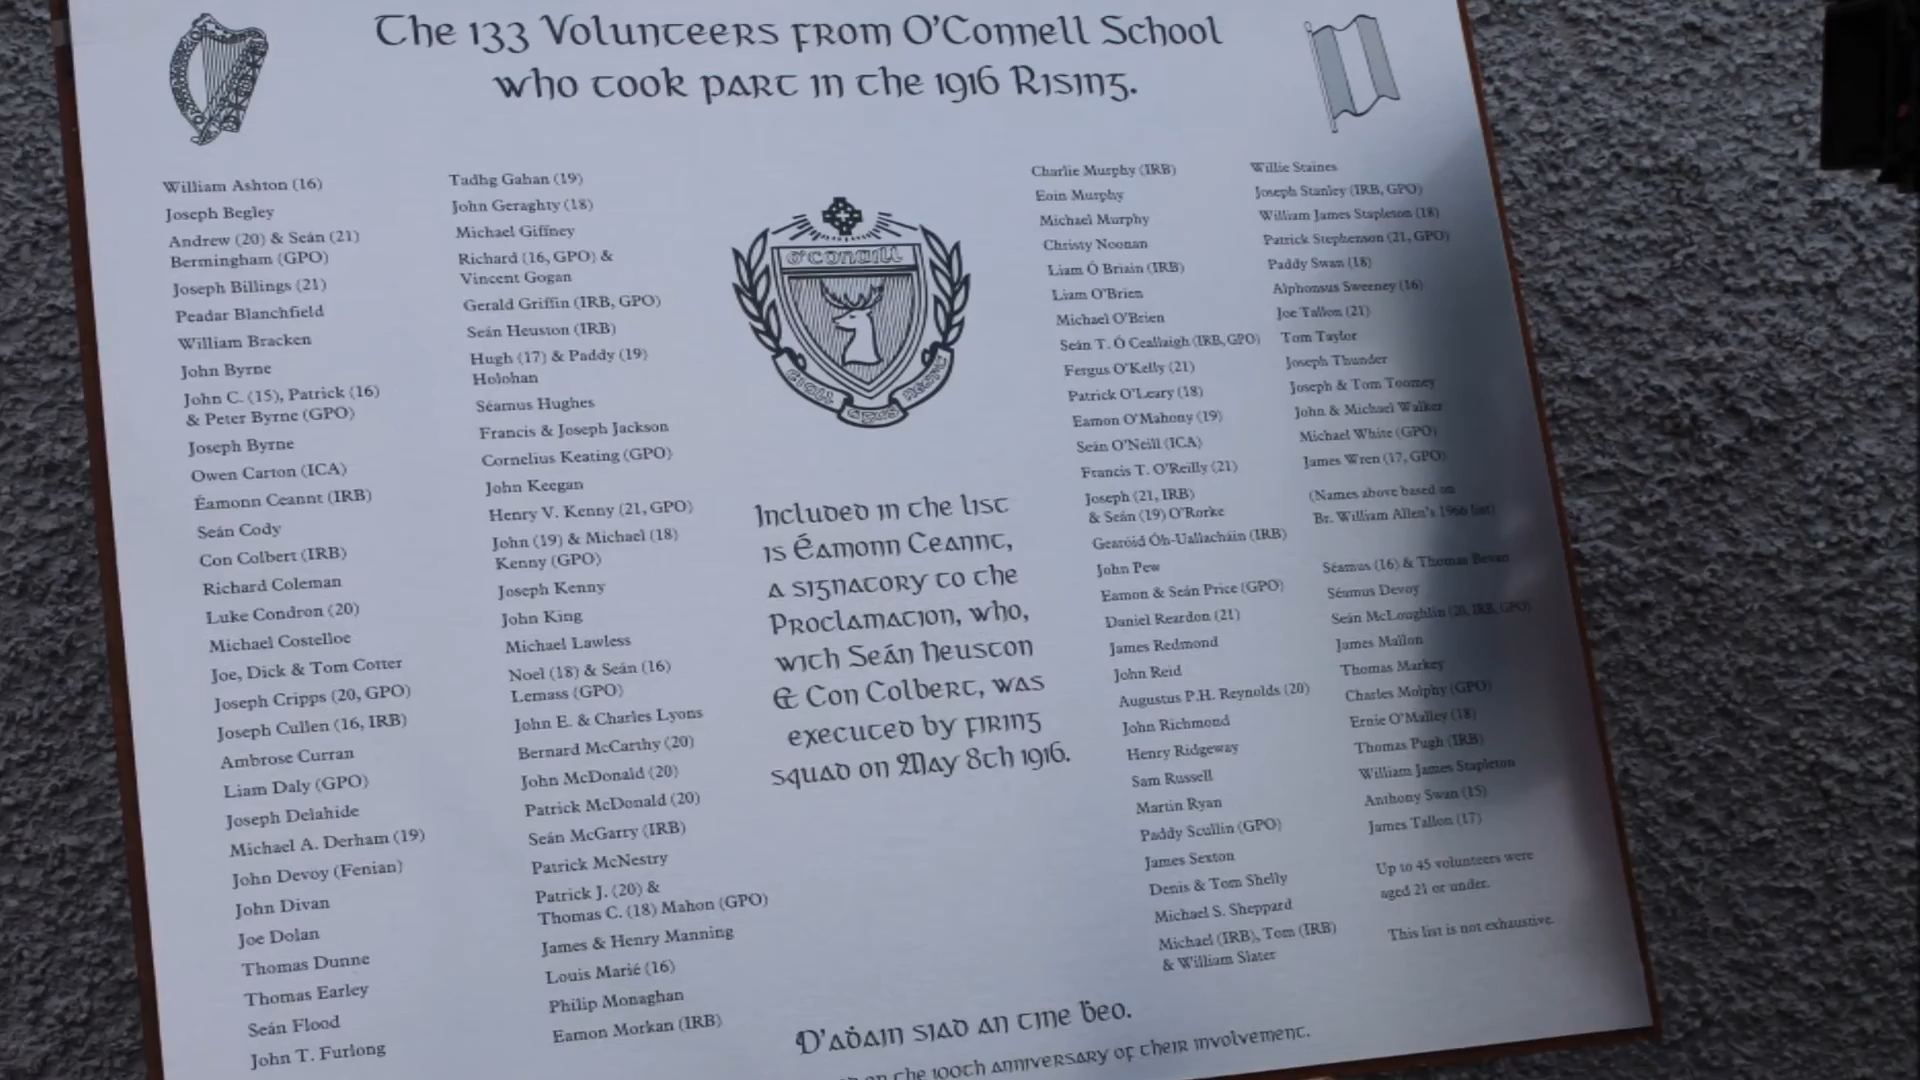 The 133 Volunteers from O'Connell School
who took part in the 1916 Rising.
William Ashton (16)
Joseph Begley
Andrew (20) & Seán (21)
Bermingham (GPO)
Joseph Billings (21)
Peadar Blanchfield
William Bracken
John Byrne
John C. (15), Patrick (16)
& Peter Byrne (GPO)
Joseph Byrne
Owen Carton (ICA)
Éamonn Ceannt (IRB)
Seán Cody
Con Colbert (IRB)
Richard Coleman
Luke Condron (20)
Michael Costelloe
Joe, Dick & Tom Cotter
Joseph Cripps (20, GPO)
Joseph Cullen (16, IRB)
Ambrose Curran
Liam Daly (GPO)
Joseph Delahide
Michael A. Derham (19)
John Devoy (Fenian)
John Divan
Joe Dolan
Thomas Dunne
Thomas Earley
Seán Flood
John T. Furlong
Tadhg Gahan (19)
John Geraghty (18)
Michael Giffney
Richard (16, GPO) &
Vincent Gogan
Gerald Griffin (IRB, GPO)
Seán Heuston (IRB)
Hugh (17) & Paddy (19)
Holohan
Séamus Hughes
Francis & Joseph Jackson
Cornelius Keating (GPO)
John Keegan
Henry V. Kenny (21, GPO)
John (19) & Michael (18)
Kenny (GPO)
Joseph Kenny
John King
Michael Lawless
Noel (18) & Seán (16)
Lemass (GPO)
John E. & Charles Lyons
Bernard McCarthy (20)
John McDonald (20)
Patrick McDonald (20)
Seán McGarry (IRB)
Patrick McNestry
Patrick J. (20) &
Thomas C. (18) Mahon (GPO)
James & Henry Manning
Louis Marié (16)
Philip Monaghan
Eamon Morkan (IRB)
O'Conaill
Included in the list
is Éamonn Ceannt,
a signatory to the
Proclamation, who,
with Seán Heuston
& Con Colbert, was
executed by firing
squad on May 8th 1916.
Charlie Murphy (IRB)
Eoin Murphy
Michael Murphy
Christy Noonan
Liam Ó Briain (IRB)
Liam O'Brien
Michael O'Brien
Seán T. Ó Ceallaigh (IRB, GPO)
Fergus O'Kelly (21)
Patrick O'Leary (18)
Eamon O'Mahony (19)
Seán O'Neill (ICA)
Francis T. O'Reilly (21)
Joseph (21, IRB)
& Seán (19) O'Rorke
Gearóid Óh-Uallacháin (IRB)
John Pew
Eamon & Seán Price (GPO)
Daniel Reardon (21)
James Redmond
John Reid
Augustus P.H. Reynolds (20)
John Richmond
Henry Ridgeway
Sam Russell
Martin Ryan
Paddy Scullin (GPO)
James Sexton
Denis & Tom Shelly
Michael S. Sheppard
Michael (IRB), Tom (IRB)
& William Slater
Willie Staines
Joseph Stanley (IRB, GPO)
William James Stapleton (18)
Patrick Stephenson (21, GPO)
Paddy Swan (18)
Alphonsus Sweeney (16)
Joe Tallon (21)
Tom Taylor
Joseph Thunder
Joseph & Tom Toomey
John & Michael Walker
Michael White (GPO)
James Wren (17, GPO)
(Names above based on
Br. William Allen's 1966 list)
Séamus (16) & Thomas Bevan
Séamus Devoy
Seán McLoughlin (20, IRB, GPO)
James Mallon
Thomas Markey
Charles Molphy (GPO)
Ernie O'Malley (18)
Thomas Pugh (IRB)
William James Stapleton
Anthony Swan (15)
James Tallon (17)
Up to 45 volunteers were
aged 21 or under.
This list is not exhaustive.
D'aḋain siad an tine ḃeo.
on the 100th anniversary of their involvement.